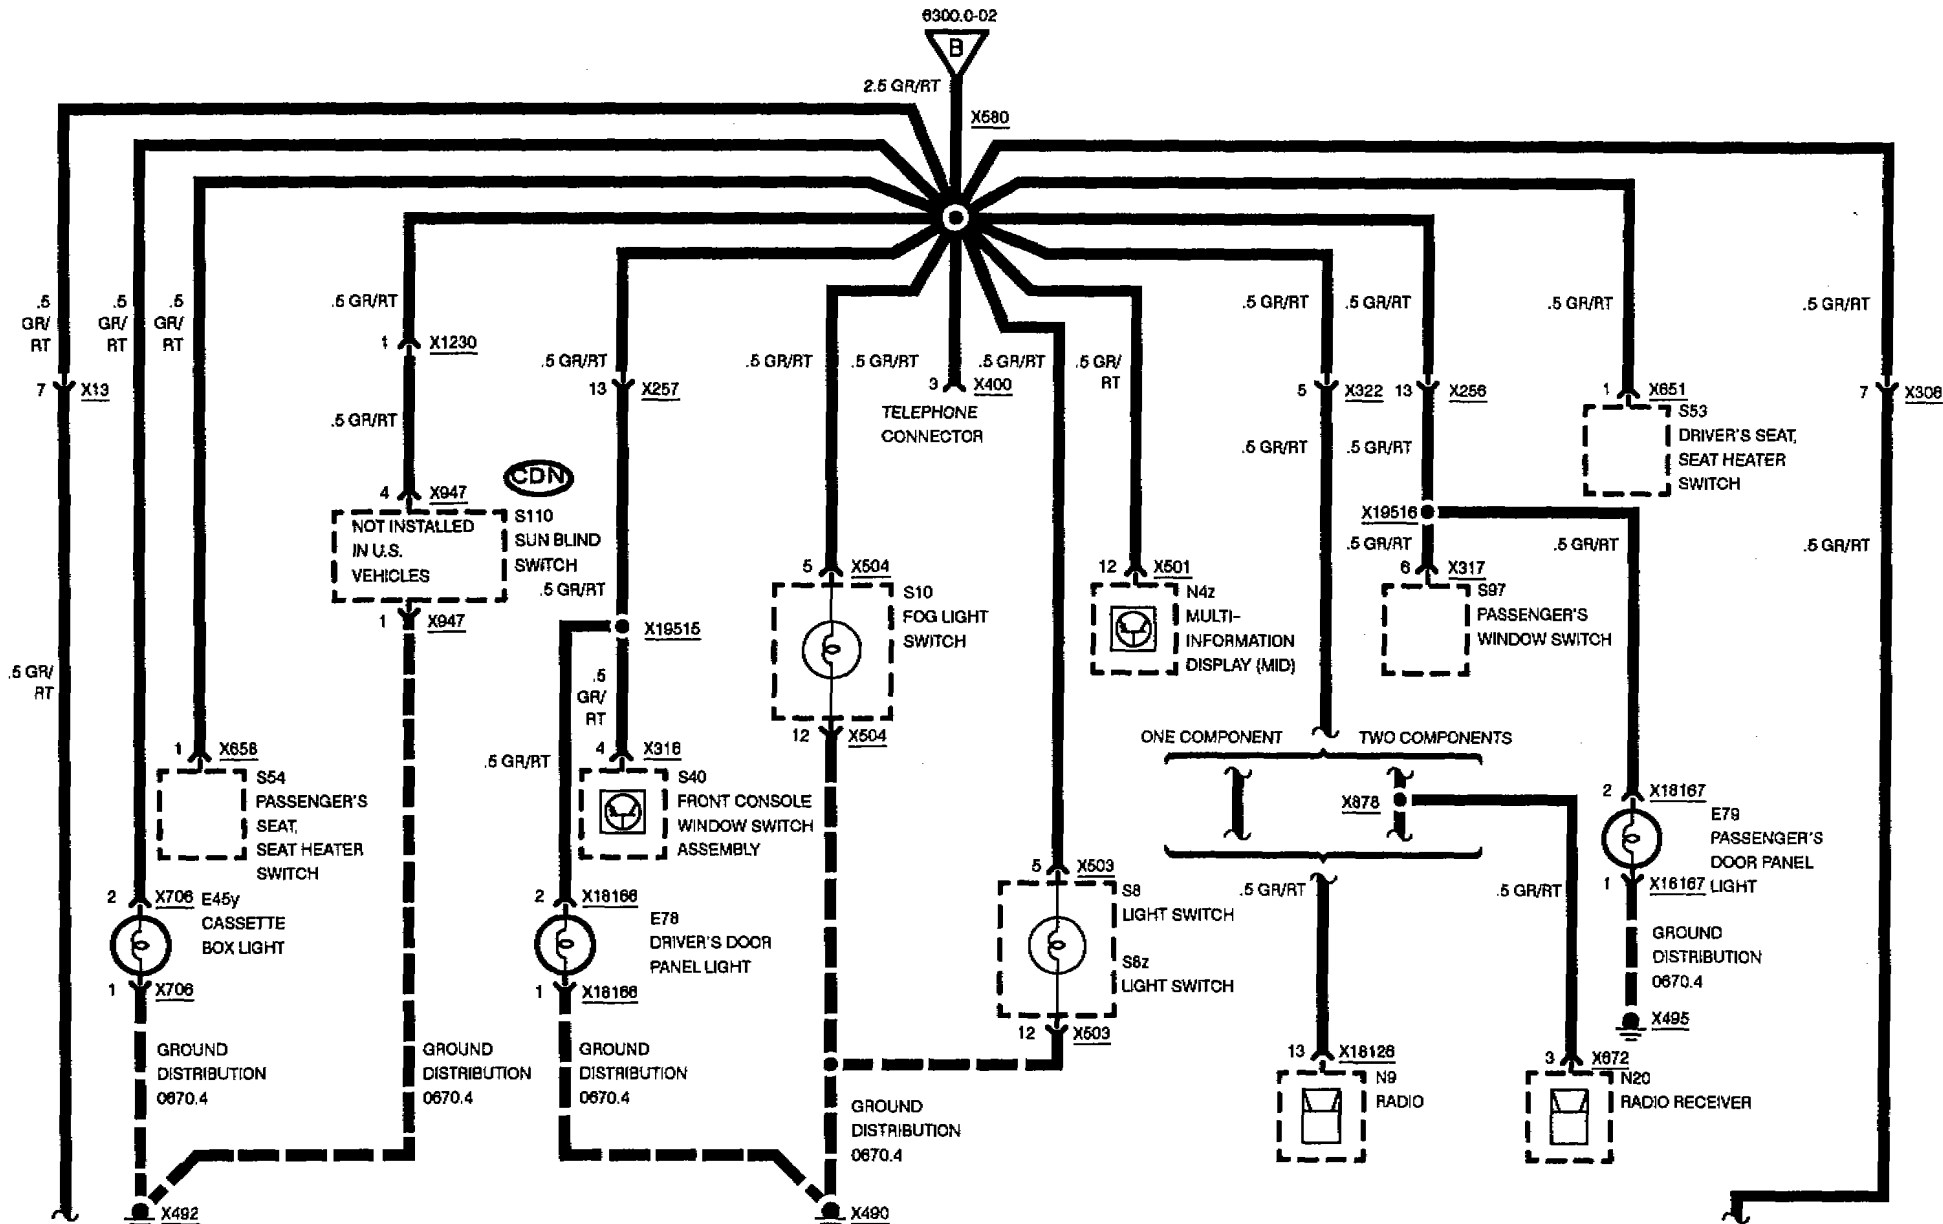 6300.0-02
B
2.5 GR/RT
X580
.5
GR/
RT
.5
GR/
RT
.5
GR/
RT
.5 GR/RT
.5 GR/RT
.5 GR/RT
.5 GR/RT
.5 GR/RT
1 X1230
.5 GR/RT
.5 GR/RT
.5 GR/RT
.5 GR/RT
.5 GR/
RT
7 X13
13 X257
3 X400
5 X322
13 X256
1 X651
7 X306
TELEPHONE
CONNECTOR
S53
DRIVER'S SEAT,
SEAT HEATER
SWITCH
.5 GR/RT
.5 GR/RT
.5 GR/RT
CDN
4 X947
NOT INSTALLED
IN U.S.
VEHICLES
S110
SUN BLIND
SWITCH
X19516
.5 GR/RT
.5 GR/RT
.5 GR/RT
.5 GR/RT
5 X504
12 X501
6 X317
S10
FOG LIGHT
SWITCH
N4z
MULTI-
INFORMATION
DISPLAY (MID)
S97
PASSENGER'S
WINDOW SWITCH
1 X947
X19515
.5 GR/
RT
.5
GR/
RT
12 X504
ONE COMPONENT
TWO COMPONENTS
1 X658
4 X316
.5 GR/RT
S54
PASSENGER'S
SEAT,
SEAT HEATER
SWITCH
S40
FRONT CONSOLE
WINDOW SWITCH
ASSEMBLY
X878
2 X18167
E79
PASSENGER'S
DOOR PANEL
LIGHT
1 X18167
5 X503
S8
LIGHT SWITCH
S8z
LIGHT SWITCH
.5 GR/RT
.5 GR/RT
2 X706
E45y
CASSETTE
BOX LIGHT
2 X18166
E78
DRIVER'S DOOR
PANEL LIGHT
GROUND
DISTRIBUTION
0670.4
1 X706
1 X18166
12 X503
X495
GROUND
DISTRIBUTION
0670.4
GROUND
DISTRIBUTION
0670.4
GROUND
DISTRIBUTION
0670.4
13 X18126
N9
RADIO
3 X672
N20
RADIO RECEIVER
GROUND
DISTRIBUTION
0670.4
X492
X490